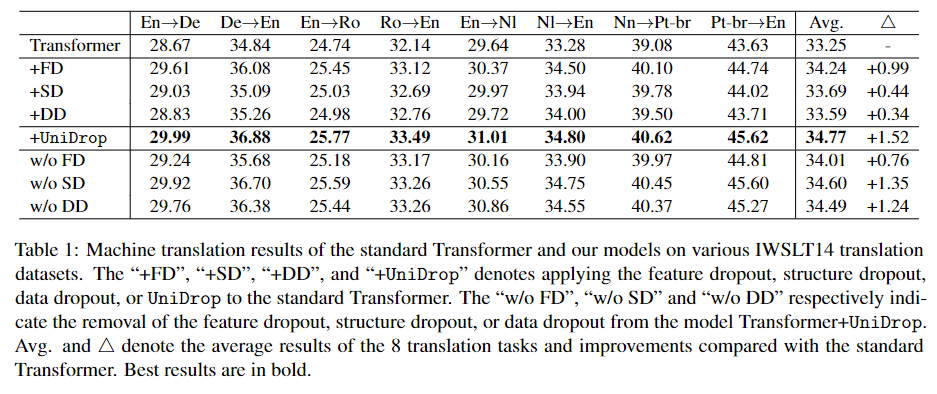 En→De De→En En→Ro Ro→En En→Nl Nl→En Nn→Pt-br Pt-br→En Avg. △
Transformer 28.67 34.84 24.74 32.14 29.64 33.28 39.08 43.63 33.25 -
+FD 29.61 36.08 25.45 33.12 30.37 34.50 40.10 44.74 34.24 +0.99
+SD 29.03 35.09 25.03 32.69 29.97 33.94 39.78 44.02 33.69 +0.44
+DD 28.83 35.26 24.98 32.76 29.72 34.00 39.50 43.71 33.59 +0.34
+UniDrop 29.99 36.88 25.77 33.49 31.01 34.80 40.62 45.62 34.77 +1.52
w/o FD 29.24 35.68 25.18 33.17 30.16 33.90 39.97 44.81 34.01 +0.76
w/o SD 29.92 36.70 25.59 33.26 30.55 34.75 40.45 45.60 34.60 +1.35
w/o DD 29.76 36.38 25.44 33.26 30.86 34.55 40.37 45.27 34.49 +1.24
Table 1: Machine translation results of the standard Transformer and our models on various IWSLT14 translation
datasets. The “+FD”, “+SD”, “+DD”, and “+UniDrop” denotes applying the feature dropout, structure dropout,
data dropout, or UniDrop to the standard Transformer. The “w/o FD”, “w/o SD” and “w/o DD” respectively indi-
cate the removal of the feature dropout, structure dropout, or data dropout from the model Transformer+UniDrop.
Avg. and △ denote the average results of the 8 translation tasks and improvements compared with the standard
Transformer. Best results are in bold.